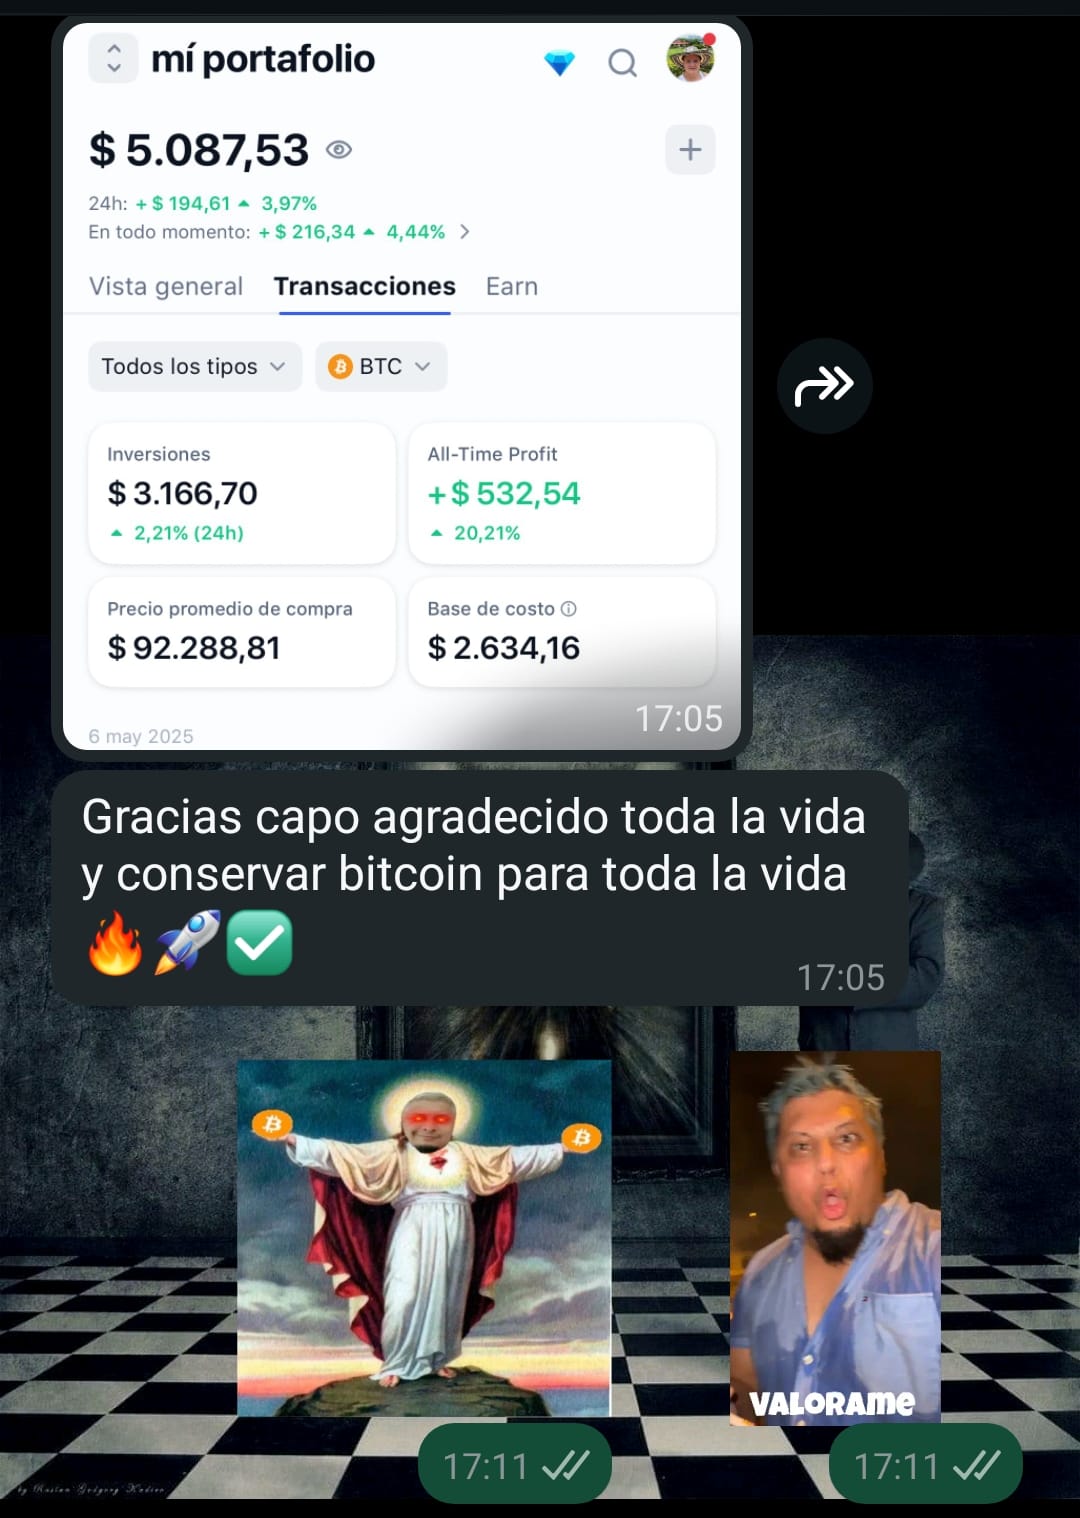 mí portafolio
$ 5.087,53
24h: + $ 194,61 ▲ 3,97%
En todo momento: + $ 216,34 ▲ 4,44%
Vista general Transacciones Earn
Todos los tipos BTC
Inversiones
$ 3.166,70
▲ 2,21% (24h)
All-Time Profit
+ $ 532,54
▲ 20,21%
Precio promedio de compra
$ 92.288,81
Base de costo
$ 2.634,16
6 may 2025
17:05
Gracias capo agradecido toda la vida
y conservar bitcoin para toda la vida
🔥🚀✅
17:05
VALORAME
17:11
17:11